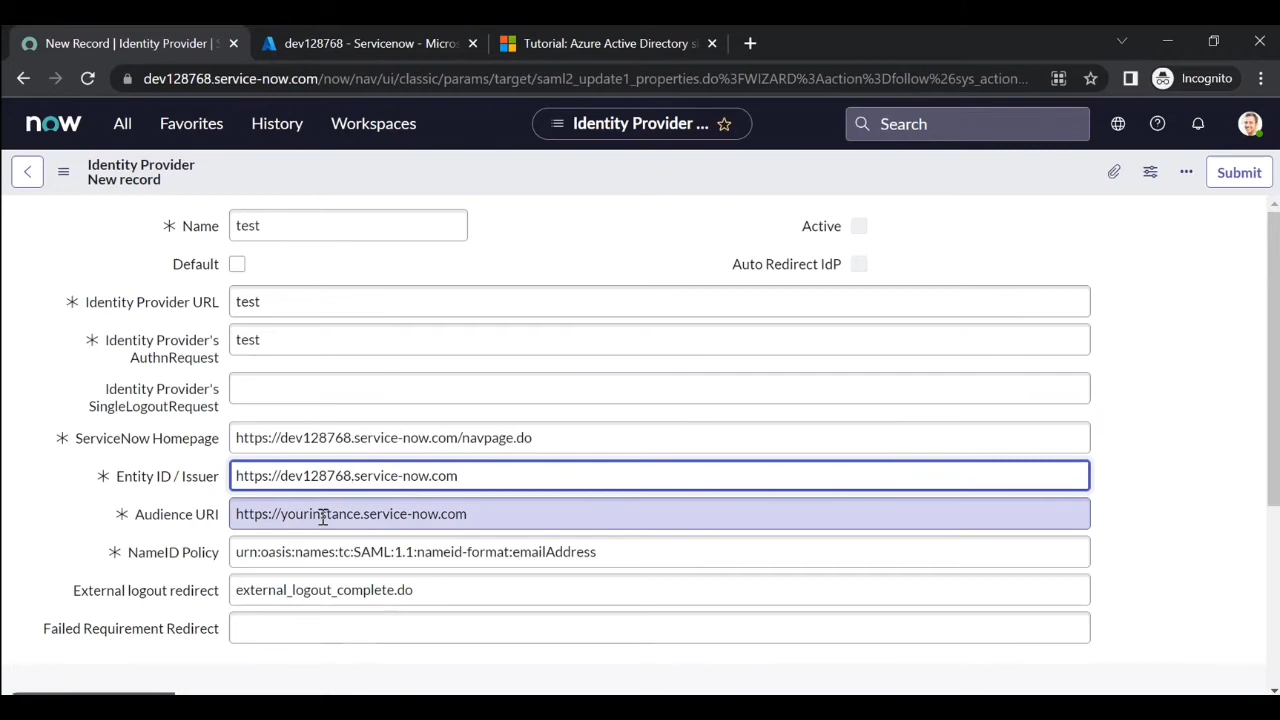 New Record | Identity Provider | S
dev128768 - Servicenow - Micros
Tutorial: Azure Active Directory si
dev128768.service-now.com/now/nav/ui/classic/params/target/saml2_update1_properties.do%3FWIZARD%3Aaction%3Dfollow%26sys_action...
Incognito
now All Favorites History Workspaces
Identity Provider ...
Search
Identity Provider
New record
Submit
* Name test
Active
Default
Auto Redirect IdP
* Identity Provider URL test
* Identity Provider's
AuthnRequest
test
Identity Provider's
SingleLogoutRequest
* ServiceNow Homepage https://dev128768.service-now.com/navpage.do
* Entity ID / Issuer https://dev128768.service-now.com
* Audience URI https://yourinstance.service-now.com
* NameID Policy urn:oasis:names:tc:SAML:1.1:nameid-format:emailAddress
External logout redirect external_logout_complete.do
Failed Requirement Redirect